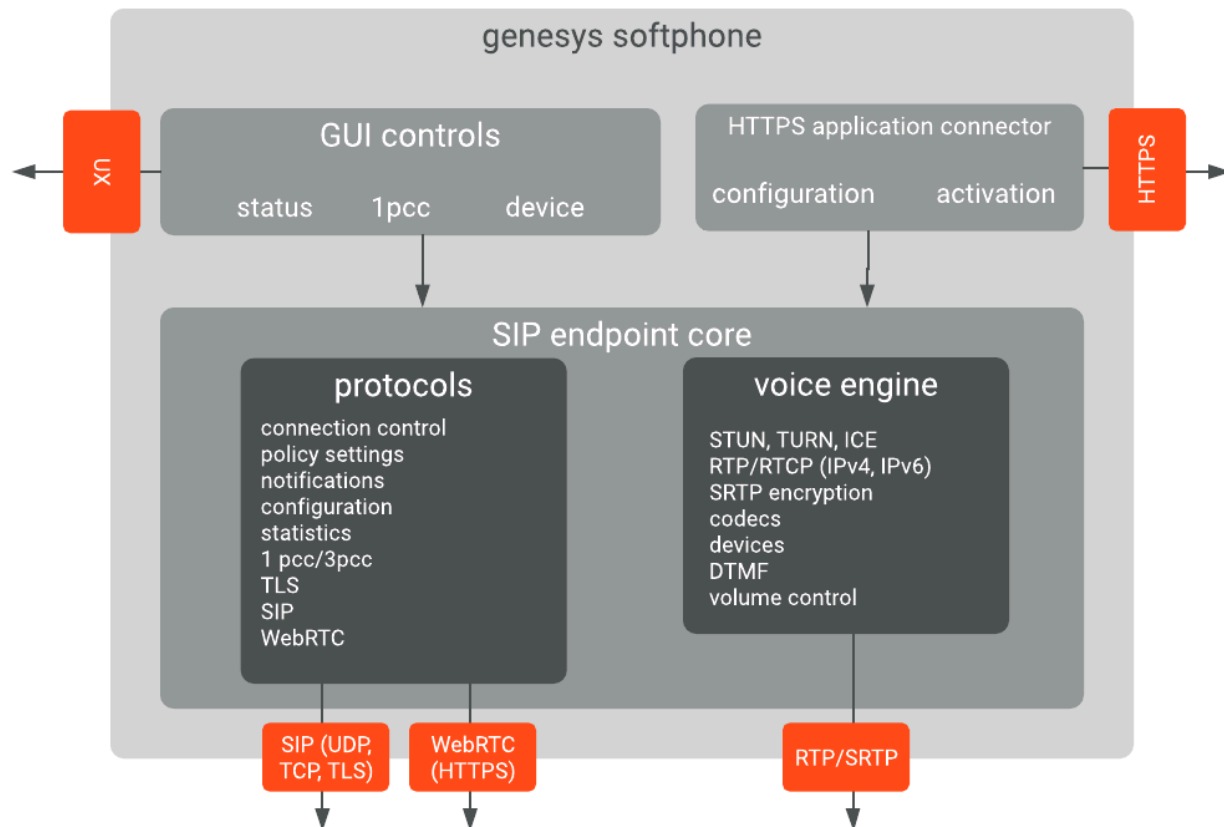 genesys softphone
UX
GUI controls
status 1pcc device
HTTPS application connector
configuration activation
HTTPS
SIP endpoint core
protocols
connection control
policy settings
notifications
configuration
statistics
1 pcc/3pcc
TLS
SIP
WebRTC
voice engine
STUN, TURN, ICE
RTP/RTCP (IPv4, IPv6)
SRTP encryption
codecs
devices
DTMF
volume control
SIP (UDP,
TCP, TLS)
WebRTC
(HTTPS)
RTP/SRTP